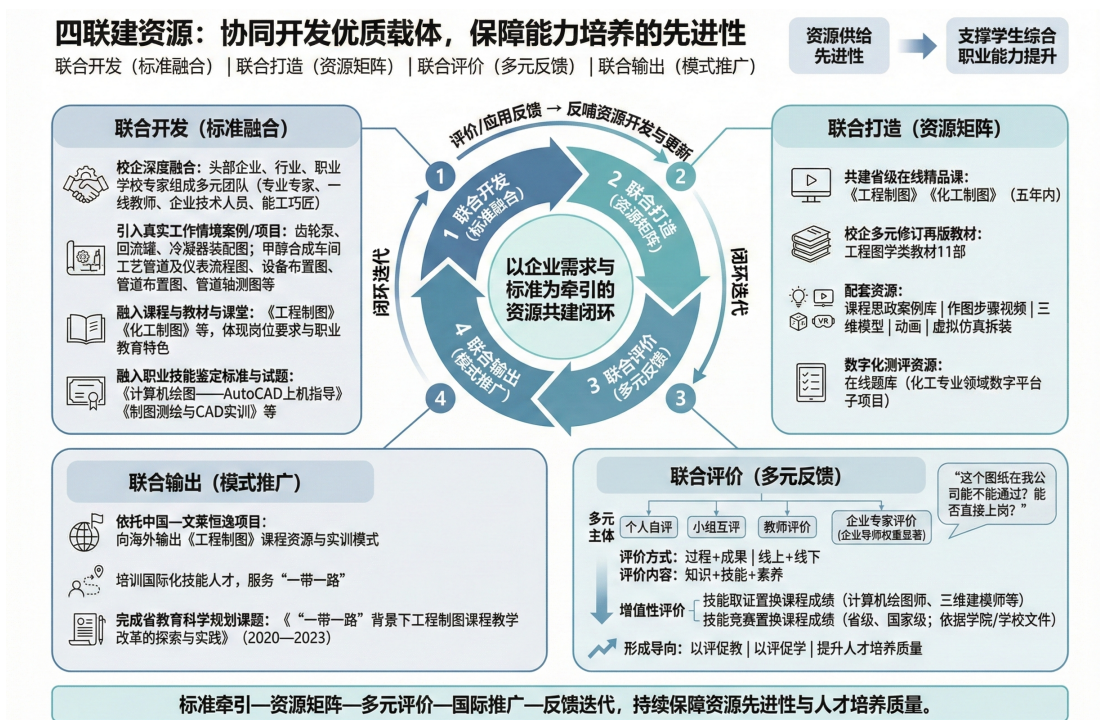 四联建资源：协同开发优质载体，保障能力培养的先进性
联合开发（标准融合）｜联合打造（资源矩阵）｜联合评价（多元反馈）｜联合输出（模式推广）
资源供给
先进性
支撑学生综合
职业能力提升
联合开发（标准融合）
校企深度融合：头部企业、行业、职业
学校专家组成多元团队（专业专家、一
线教师、企业技术人员、能工巧匠）
引入真实工作情境案例/项目：齿轮泵、
回流罐、冷凝器装配图；甲醇合成车间
工艺管道及仪表流程图、设备布置图、
管道布置图、管道轴测图等
融入课程与教材与课堂：《工程制图》
《化工制图》等，体现岗位要求与职业
教育特色
融入职业技能鉴定标准与试题：
《计算机绘图——AutoCAD上机指导》
《制图测绘与CAD实训》等
评价/应用反馈 → 反哺资源开发与更新
1
2
3
4
闭环迭代
闭环迭代
1 联合开发
（标准融合）
2 联合打造
（资源矩阵）
3 联合评价
（多元反馈）
4 联合输出
（模式推广）
以企业需求与
标准为牵引的
资源共建闭环
联合打造（资源矩阵）
共建省级在线精品课：
《工程制图》《化工制图》（五年内）
校企多元修订再版教材：
工程图学类教材11部
配套资源：
课程思政案例库｜作图步骤视频｜三
维模型｜动画｜虚拟仿真拆装
VR
数字化测评资源：
在线题库（化工专业领域数字平台
子项目）
联合输出（模式推广）
依托中国—文莱恒逸项目：
向海外输出《工程制图》课程资源与实训模式
培训国际化技能人才，服务“一带一路”
完成省教育科学规划课题：《“一带一路”背景下工程制图课程教学
改革的探索与实践》（2020—2023）
联合评价（多元反馈）
“这个图纸在我公
司能不能通过？能
否直接上岗？”
多元
主体
个人自评
小组互评
教师评价
企业专家评价
(企业导师权重显著)
评价方式：过程+成果｜线上+线下
评价内容：知识+技能+素养
增值性评价
技能取证置换课程成绩（计算机绘图师、三维建模师等）
技能竞赛置换课程成绩（省级、国家级；依据学院/学校文件）
形成导向：以评促教｜以评促学｜提升人才培养质量
标准牵引—资源矩阵—多元评价—国际推广—反馈迭代，持续保障资源先进性与人才培养质量。